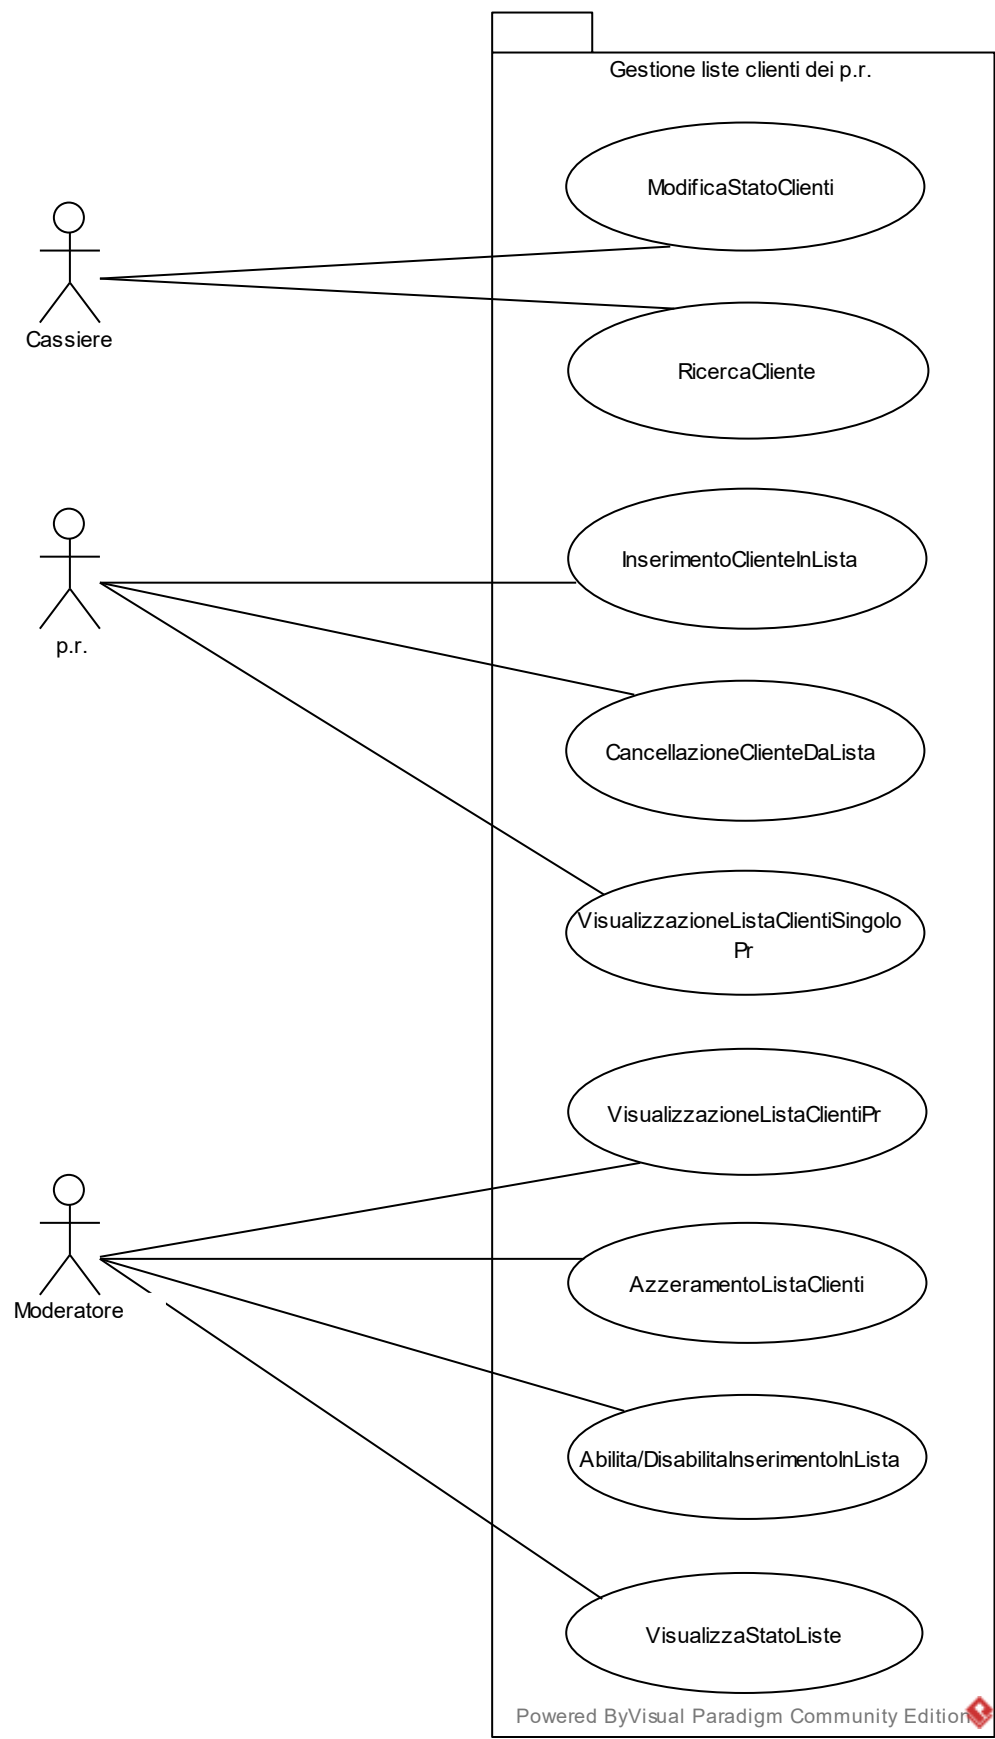 Gestione liste clienti dei p.r.
ModificaStatoClienti
Cassiere
RicercaCliente
InserimentoClienteInLista
p.r.
CancellazioneClienteDaLista
VisualizzazioneListaClientiSingolo
Pr
VisualizzazioneListaClientiPr
Moderatore
AzzeramentoListaClienti
Abilita/DisabilitaInserimentoInLista
VisualizzaStatoListe
Powered ByVisual Paradigm Community Edition